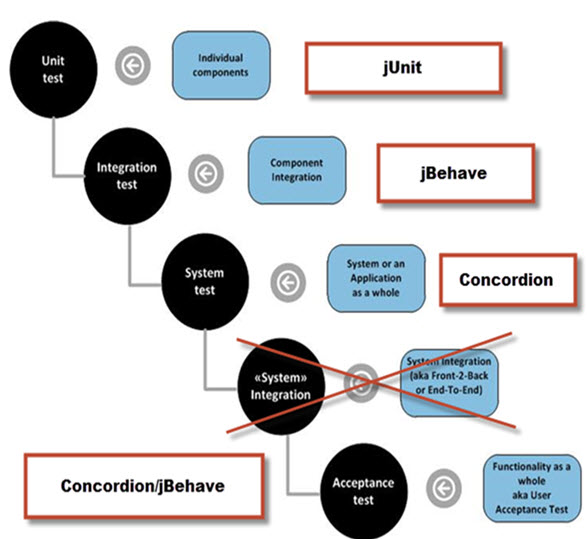 Unit
test
Individual
components
jUnit
Integration
test
Component
Integration
jBehave
System
test
System or an
Application
as a whole
Concordion
«System»
Integration
System Integration
(aka Front-2-Back
or End-To-End)
Concordion/jBehave
Acceptance
test
Functionality as a
whole
aka User
Acceptance Test